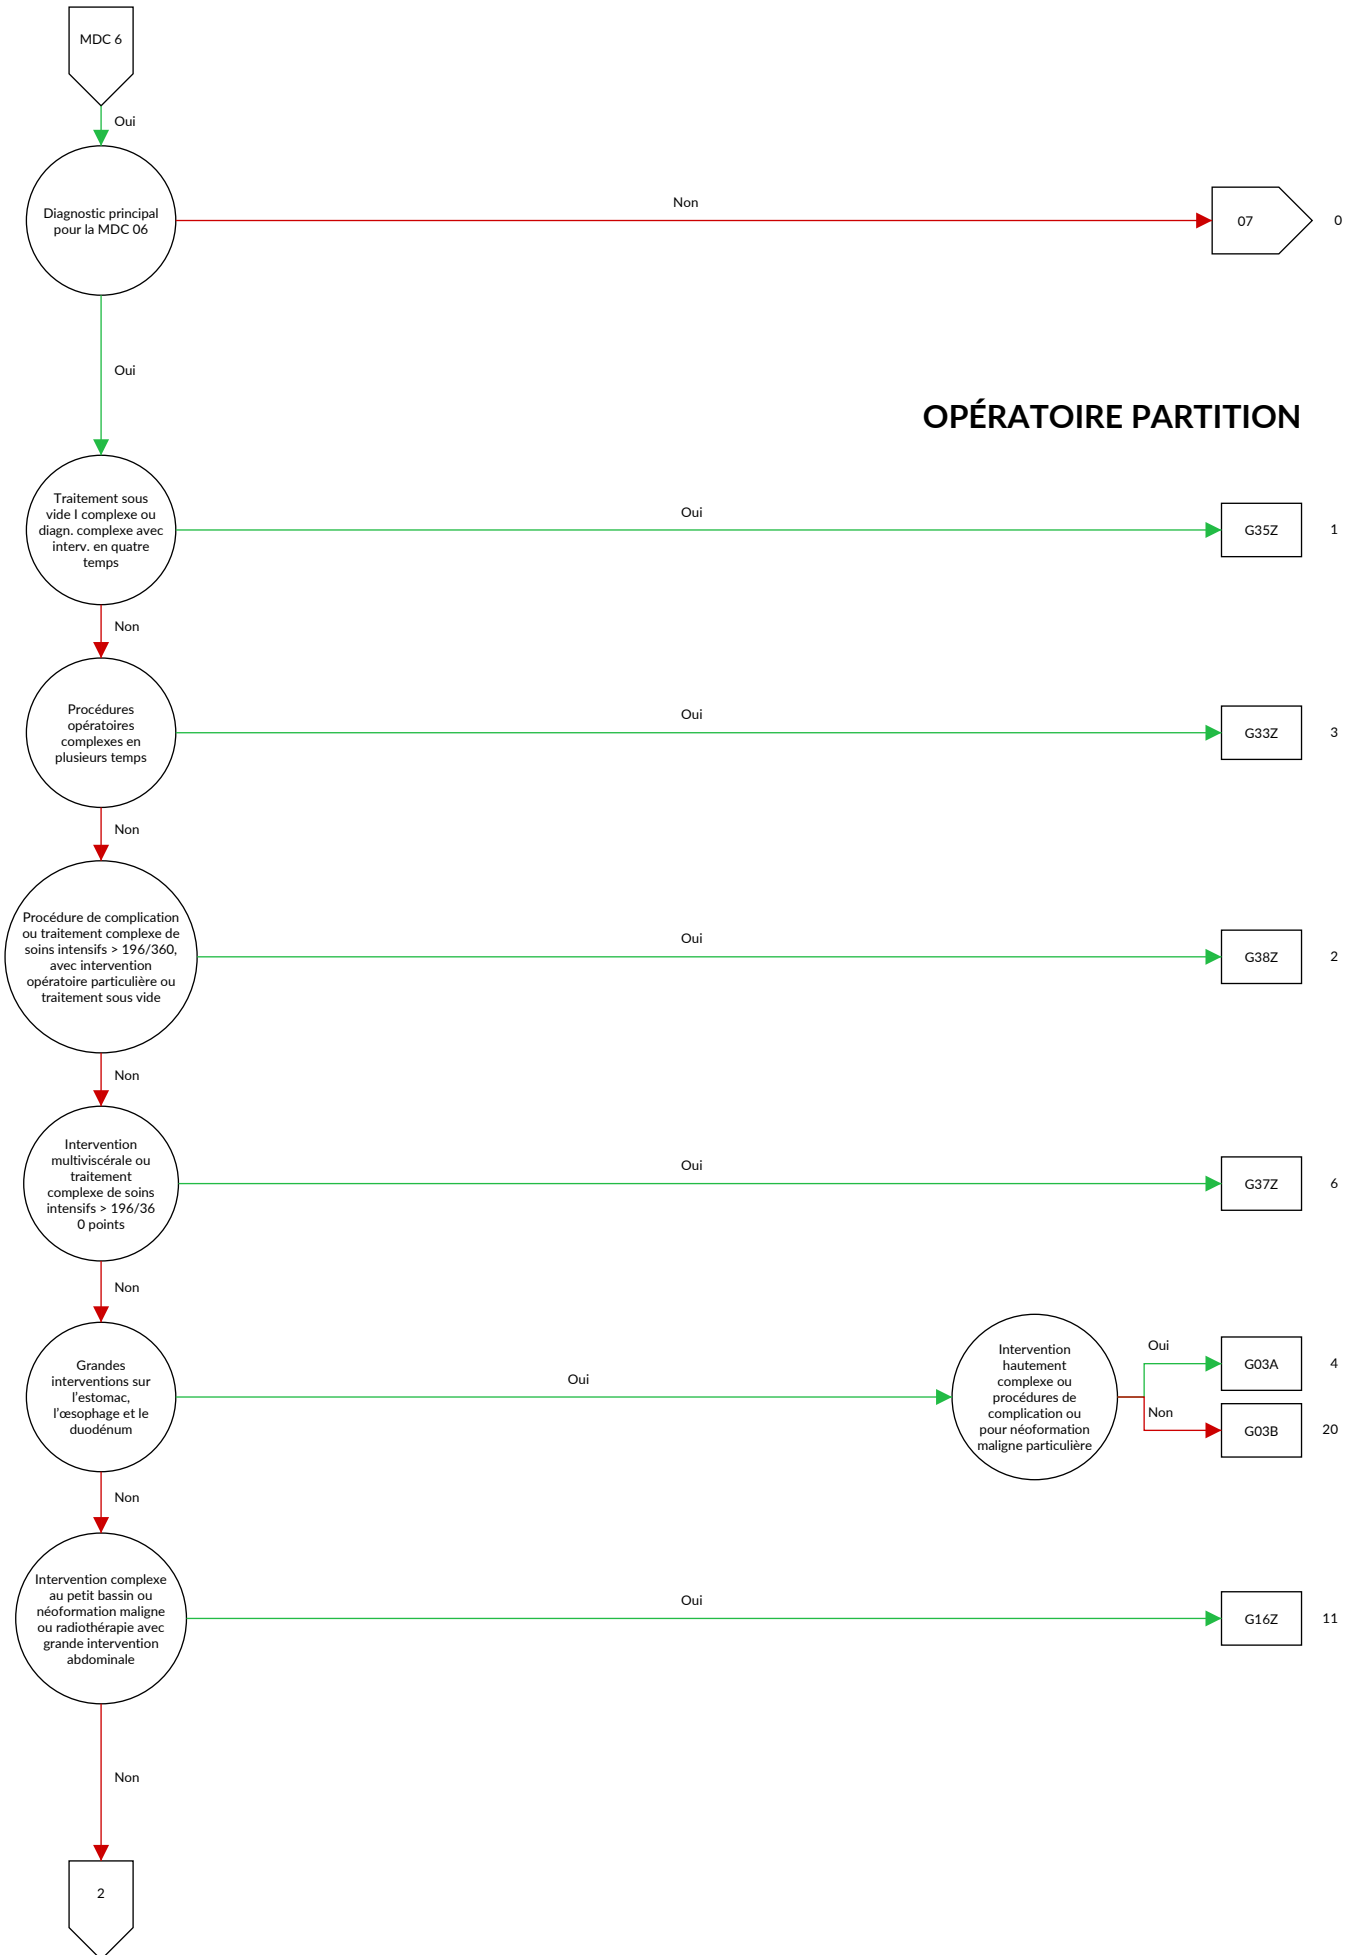 MDC 6
Oui
Diagnostic principal
pour la MDC 06
Non
07
0
Oui
OPÉRATOIRE PARTITION
Traitement sous
vide I complexe ou
diagn. complexe avec
interv. en quatre
temps
Oui
G35Z
1
Non
Procédures
opératoires
complexes en
plusieurs temps
Oui
G33Z
3
Non
Procédure de complication
ou traitement complexe de
soins intensifs > 196/360,
avec intervention
opératoire particulière ou
traitement sous vide
Oui
G38Z
2
Non
Intervention
multiviscérale ou
traitement
complexe de soins
intensifs > 196/36
0 points
Oui
G37Z
6
Non
Grandes
interventions sur
l'estomac,
l'œsophage et le
duodénum
Oui
Intervention
hautement
complexe ou
procédures de
complication ou
pour néoformation
maligne particulière
Oui
G03A
4
Non
G03B
20
Non
Intervention complexe
au petit bassin ou
néoformation maligne
ou radiothérapie avec
grande intervention
abdominale
Oui
G16Z
11
Non
2